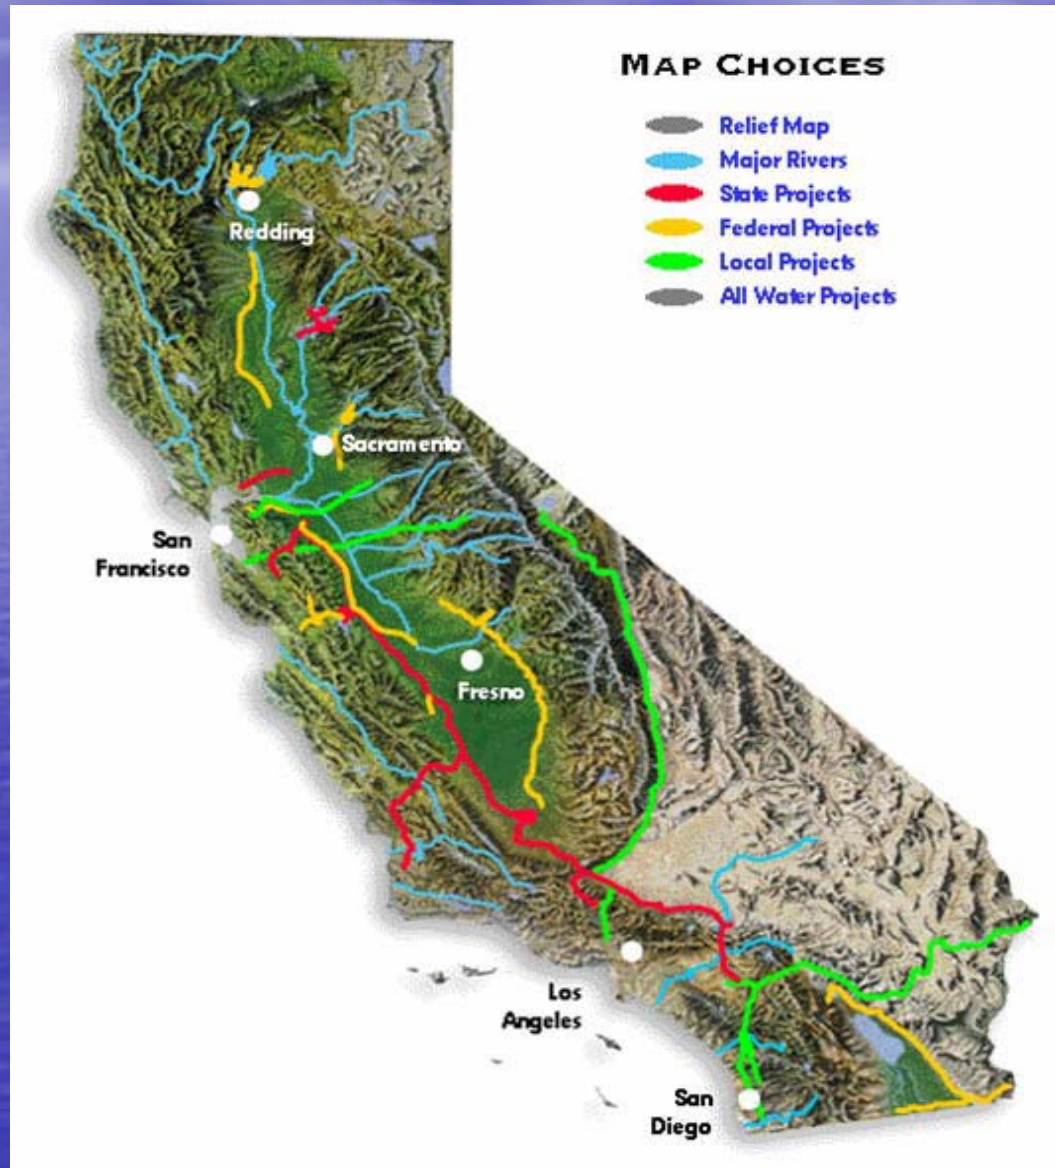 MAP CHOICES
Relief Map
Major Rivers
State Projects
Federal Projects
Local Projects
All Water Projects
Redding
Sacramento
San
Francisco
Fresno
Los
Angeles
San
Diego